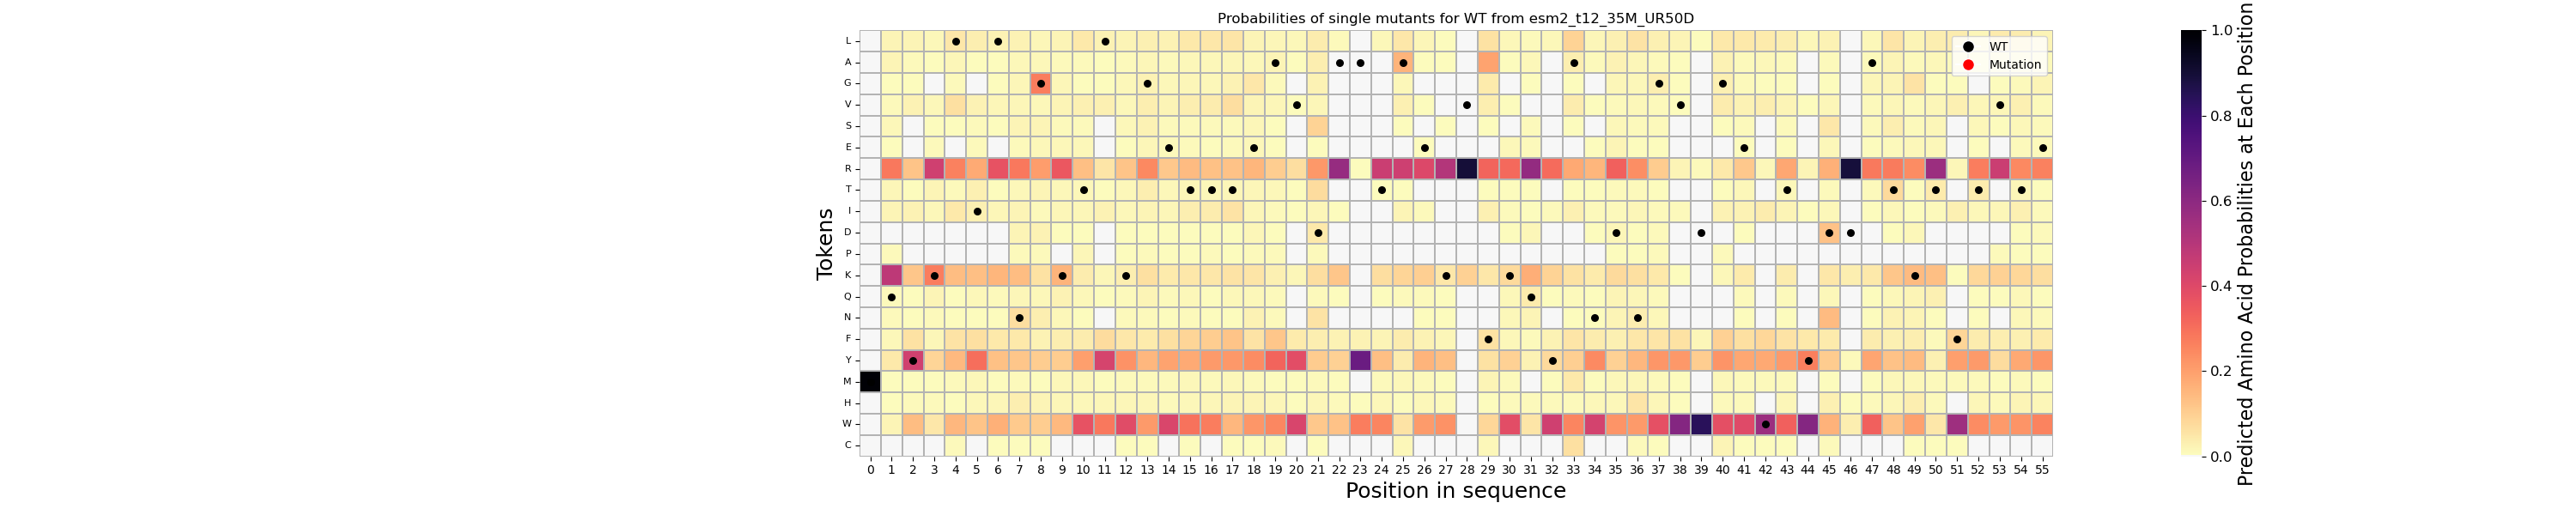 Probabilities of single mutants for WT from esm2_t12_35M_UR50D
Tokens
L
A
G
V
S
E
R
T
I
D
P
K
Q
N
F
Y
M
H
W
C
WT
Mutation
0 1 2 3 4 5 6 7 8 9 10 11 12 13 14 15 16 17 18 19 20 21 22 23 24 25 26 27 28 29 30 31 32 33 34 35 36 37 38 39 40 41 42 43 44 45 46 47 48 49 50 51 52 53 54 55
Position in sequence
1.0
0.8
0.6
0.4
0.2
0.0
Predicted Amino Acid Probabilities at Each Position